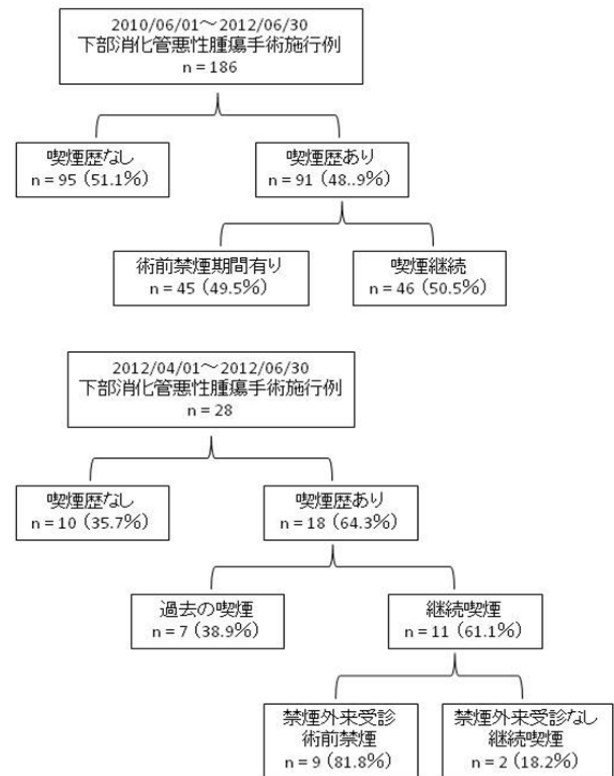 2010/06/01～2012/06/30
下部消化管悪性腫瘍手術施行例
n = 186
喫煙歴なし
n = 95 (51.1%)
喫煙歴あり
n = 91 (48..9%)
術前禁煙期間有り
n = 45 (49.5%)
喫煙継続
n = 46 (50.5%)
2012/04/01～2012/06/30
下部消化管悪性腫瘍手術施行例
n = 28
喫煙歴なし
n = 10 (35.7%)
喫煙歴あり
n = 18 (64.3%)
過去の喫煙
n = 7 (38.9%)
継続喫煙
n = 11 (61.1%)
禁煙外来受診
術前禁煙
n = 9 (81.8%)
禁煙外来受診なし
継続喫煙
n = 2 (18.2%)